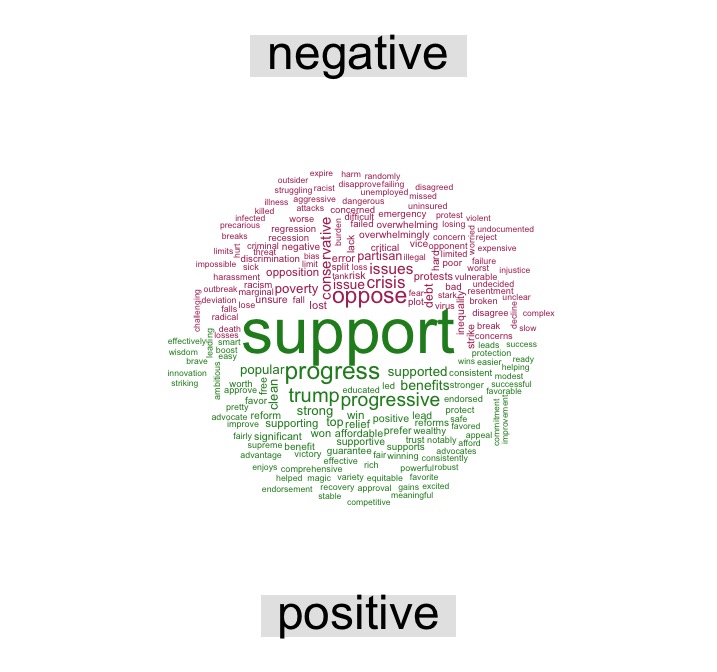 negative
expire harm randomly
outsider disapprove failing
struggling racist unemployed disagreed
illness aggressive dangerous missed
killed attacks concerned uninsured
infected worse difficult emergency protest violent
precarious regression burden failed overwhelming losing undocumented
breaks recession conservative lack overwhelmingly concern worried reject
hurt criminal negative critical vice opponent expensive
limits threat bias error partisan illegal hard limited failure
impossible discrimination limit split loss poor worst injustice
sick opposition tank risk issues protests vulnerable
harassment racism poverty issue crisis debt bad undecided
outbreak marginal fear stark resentment unclear
deviation unsure fall oppose plot inequality broken
challenging lose lost virus disagree decline complex
falls
radical strike break slow
death support concerns
losses
effectively leading smart leads success
wisdom boost protection
brave easy wins easier ready
popular progress supported consistent helping
innovation ambitious modest
striking worth free educated led benefits stronger successful
approve clean trump progressive favorable
favor endorsed
pretty strong protect commitment improvement
advocate reform win positive lead safe
improve supporting top relief reforms favored
fairly significant won affordable prefer wealthy appeal
supportive trust notably afford
supreme benefit guarantee supports advocates
advantage victory fair winning consistently
effective rich
enjoys comprehensive powerful robust
helped magic variety equitable favorite
endorsement recovery approval gains excited
stable meaningful
competitive
positive